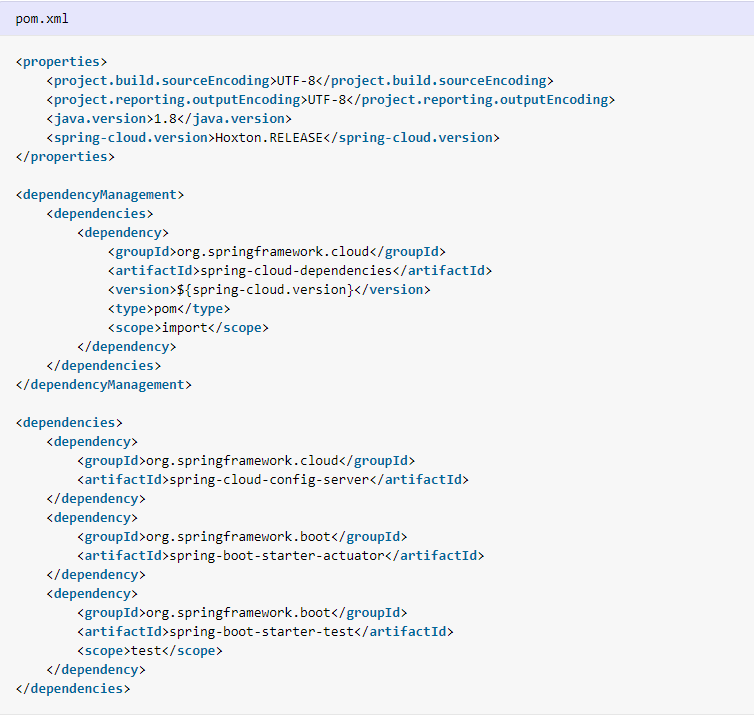 pom.xml
<properties>
    <project.build.sourceEncoding>UTF-8</project.build.sourceEncoding>
    <project.reporting.outputEncoding>UTF-8</project.reporting.outputEncoding>
    <java.version>1.8</java.version>
    <spring-cloud.version>Hoxton.RELEASE</spring-cloud.version>
</properties>
<dependencyManagement>
    <dependencies>
        <dependency>
            <groupId>org.springframework.cloud</groupId>
            <artifactId>spring-cloud-dependencies</artifactId>
            <version>${spring-cloud.version}</version>
            <type>pom</type>
            <scope>import</scope>
        </dependency>
    </dependencies>
</dependencyManagement>
<dependencies>
    <dependency>
        <groupId>org.springframework.cloud</groupId>
        <artifactId>spring-cloud-config-server</artifactId>
    </dependency>
    <dependency>
        <groupId>org.springframework.boot</groupId>
        <artifactId>spring-boot-starter-actuator</artifactId>
    </dependency>
    <dependency>
        <groupId>org.springframework.boot</groupId>
        <artifactId>spring-boot-starter-test</artifactId>
        <scope>test</scope>
    </dependency>
</dependencies>